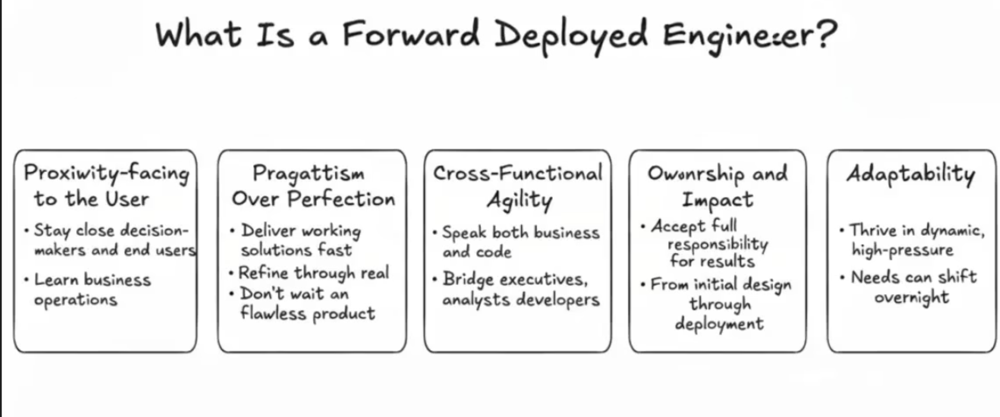 What Is a Forward Deployed Engineer?
Proxiwity-facing
to the User
• Stay close decision-
makers and end users
• Learn business
operations
Pragattism
Over Perfection
• Deliver working
solutions fast
• Refine through real
• Don't wait an
flawless product
Cross-Functional
Agility
• Speak both business
and code
• Bridge executives,
analysts developers
Owonrship and
Impact
• Accept full
responsibility
for results
• From initial design
through
deployment
Adaptability
• Thrive in dynamic,
high-pressure
• Needs can shift
overnight